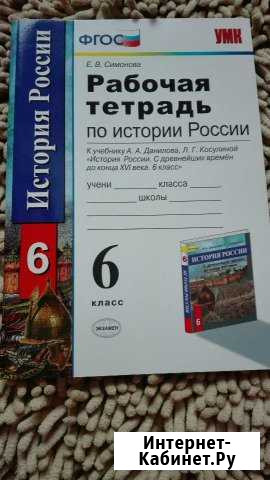 ФГОС
УМК
Е. В. Симонова
Рабочая
тетрадь
по истории России
К учебнику А. А. Данилова, Л. Г. Косулиной
«История России. С древнейших времён
до конца XVI века. 6 класс»
учени класса
школы
6
класс
ЭКЗАМЕН
История России
6
ИСТОРИЯ РОССИИ
6
Интернет-
Кабинет.Ру